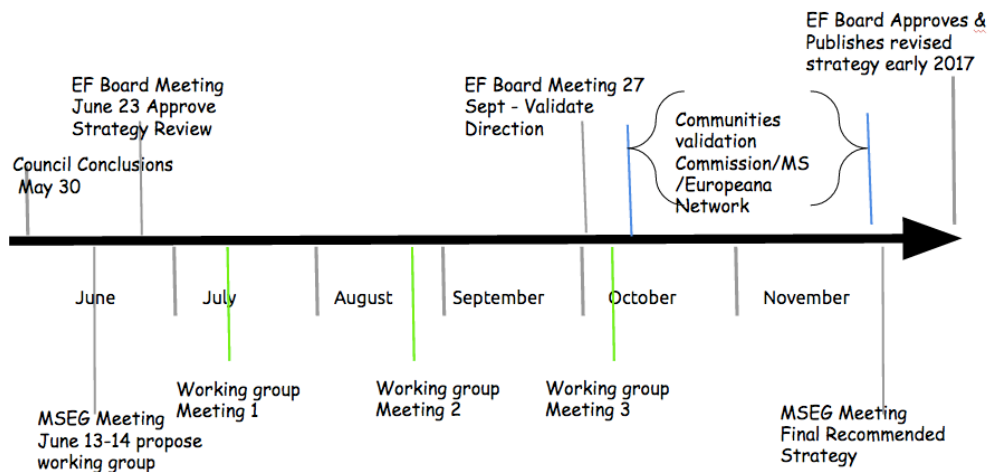 EF Board Approves &
Publishes revised
strategy early 2017
EF Board Meeting
June 23 Approve
Strategy Review
EF Board Meeting 27
Sept - Validate
Direction
Communities
validation
Commission/MS
/Europeana
Network
Council Conclusions
May 30
June
July
August
September
October
November
Working group
Meeting 1
Working group
Meeting 2
Working group
Meeting 3
MSEG Meeting
June 13-14 propose
working group
MSEG Meeting
Final Recommended
Strategy